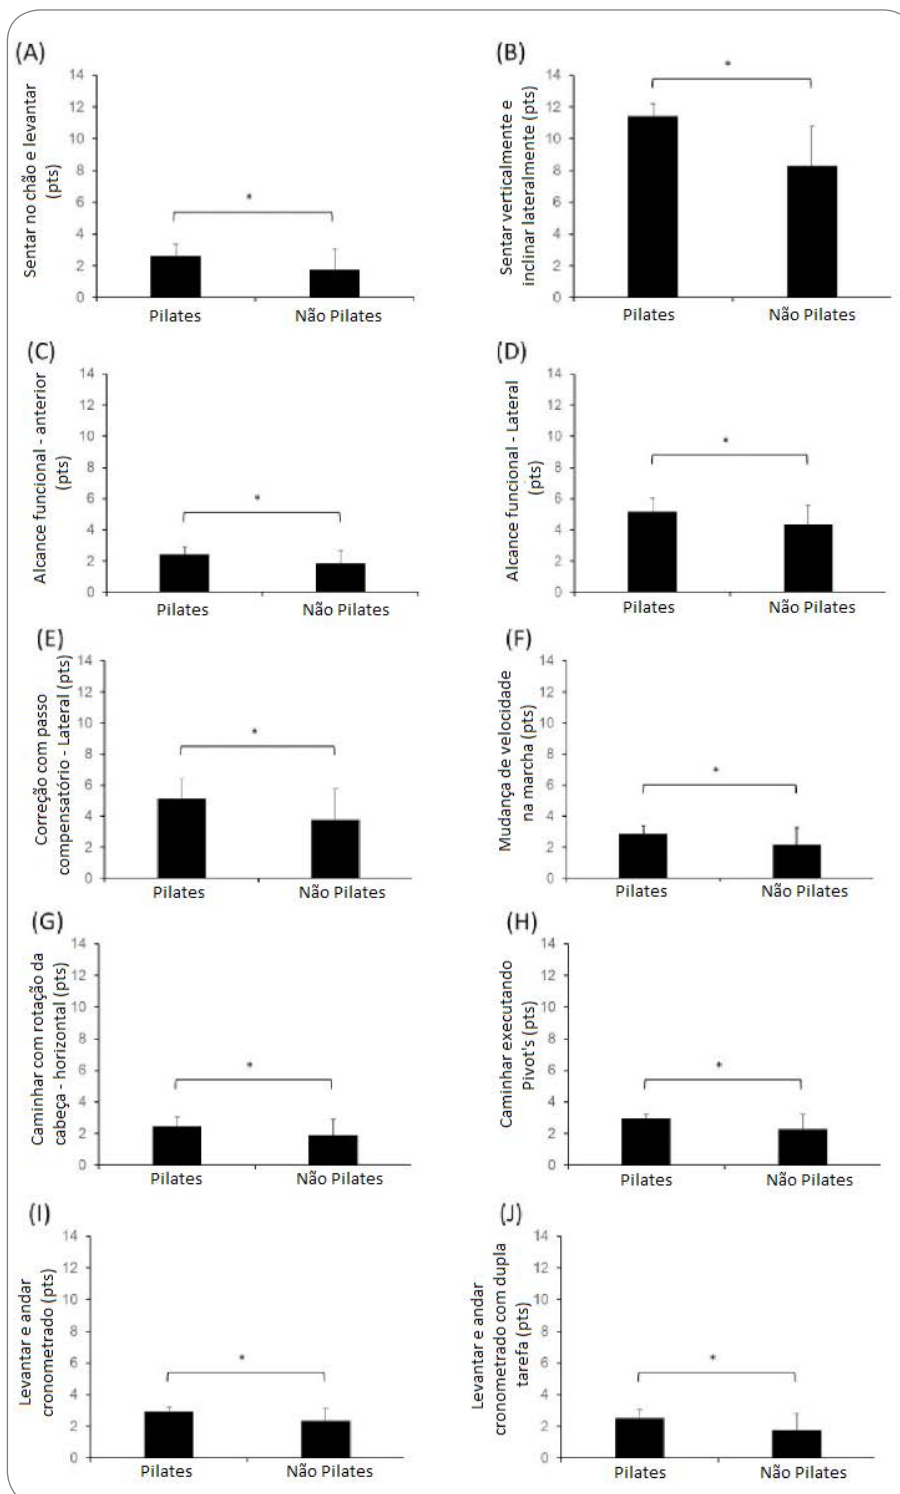 (A)
Sentar no chão e levantar
(pts)
14
12
10
8
6
4
2
0
*
Pilates
Não Pilates
(B)
Sentar verticalmente e
inclinar lateralmente (pts)
14
12
10
8
6
4
2
0
*
Pilates
Não Pilates
(C)
Alcance funcional - anterior
(pts)
14
12
10
8
6
4
2
0
*
Pilates
Não Pilates
(D)
Alcance funcional - Lateral
(pts)
14
12
10
8
6
4
2
0
*
Pilates
Não Pilates
(E)
Correção com passo
compensatório - Lateral (pts)
14
12
10
8
6
4
2
0
*
Pilates
Não Pilates
(F)
Mudança de velocidade
na marcha (pts)
14
12
10
8
6
4
2
0
*
Pilates
Não Pilates
(G)
Caminhar com rotação da
cabeça - horizontal (pts)
14
12
10
8
6
4
2
0
*
Pilates
Não Pilates
(H)
Caminhar executando
Pivot's (pts)
14
12
10
8
6
4
2
0
*
Pilates
Não Pilates
(I)
Levantar e andar
cronometrado (pts)
14
12
10
8
6
4
2
0
*
Pilates
Não Pilates
(J)
Levantar e andar
cronometrado com dupla
tarefa (pts)
14
12
10
8
6
4
2
0
*
Pilates
Não Pilates